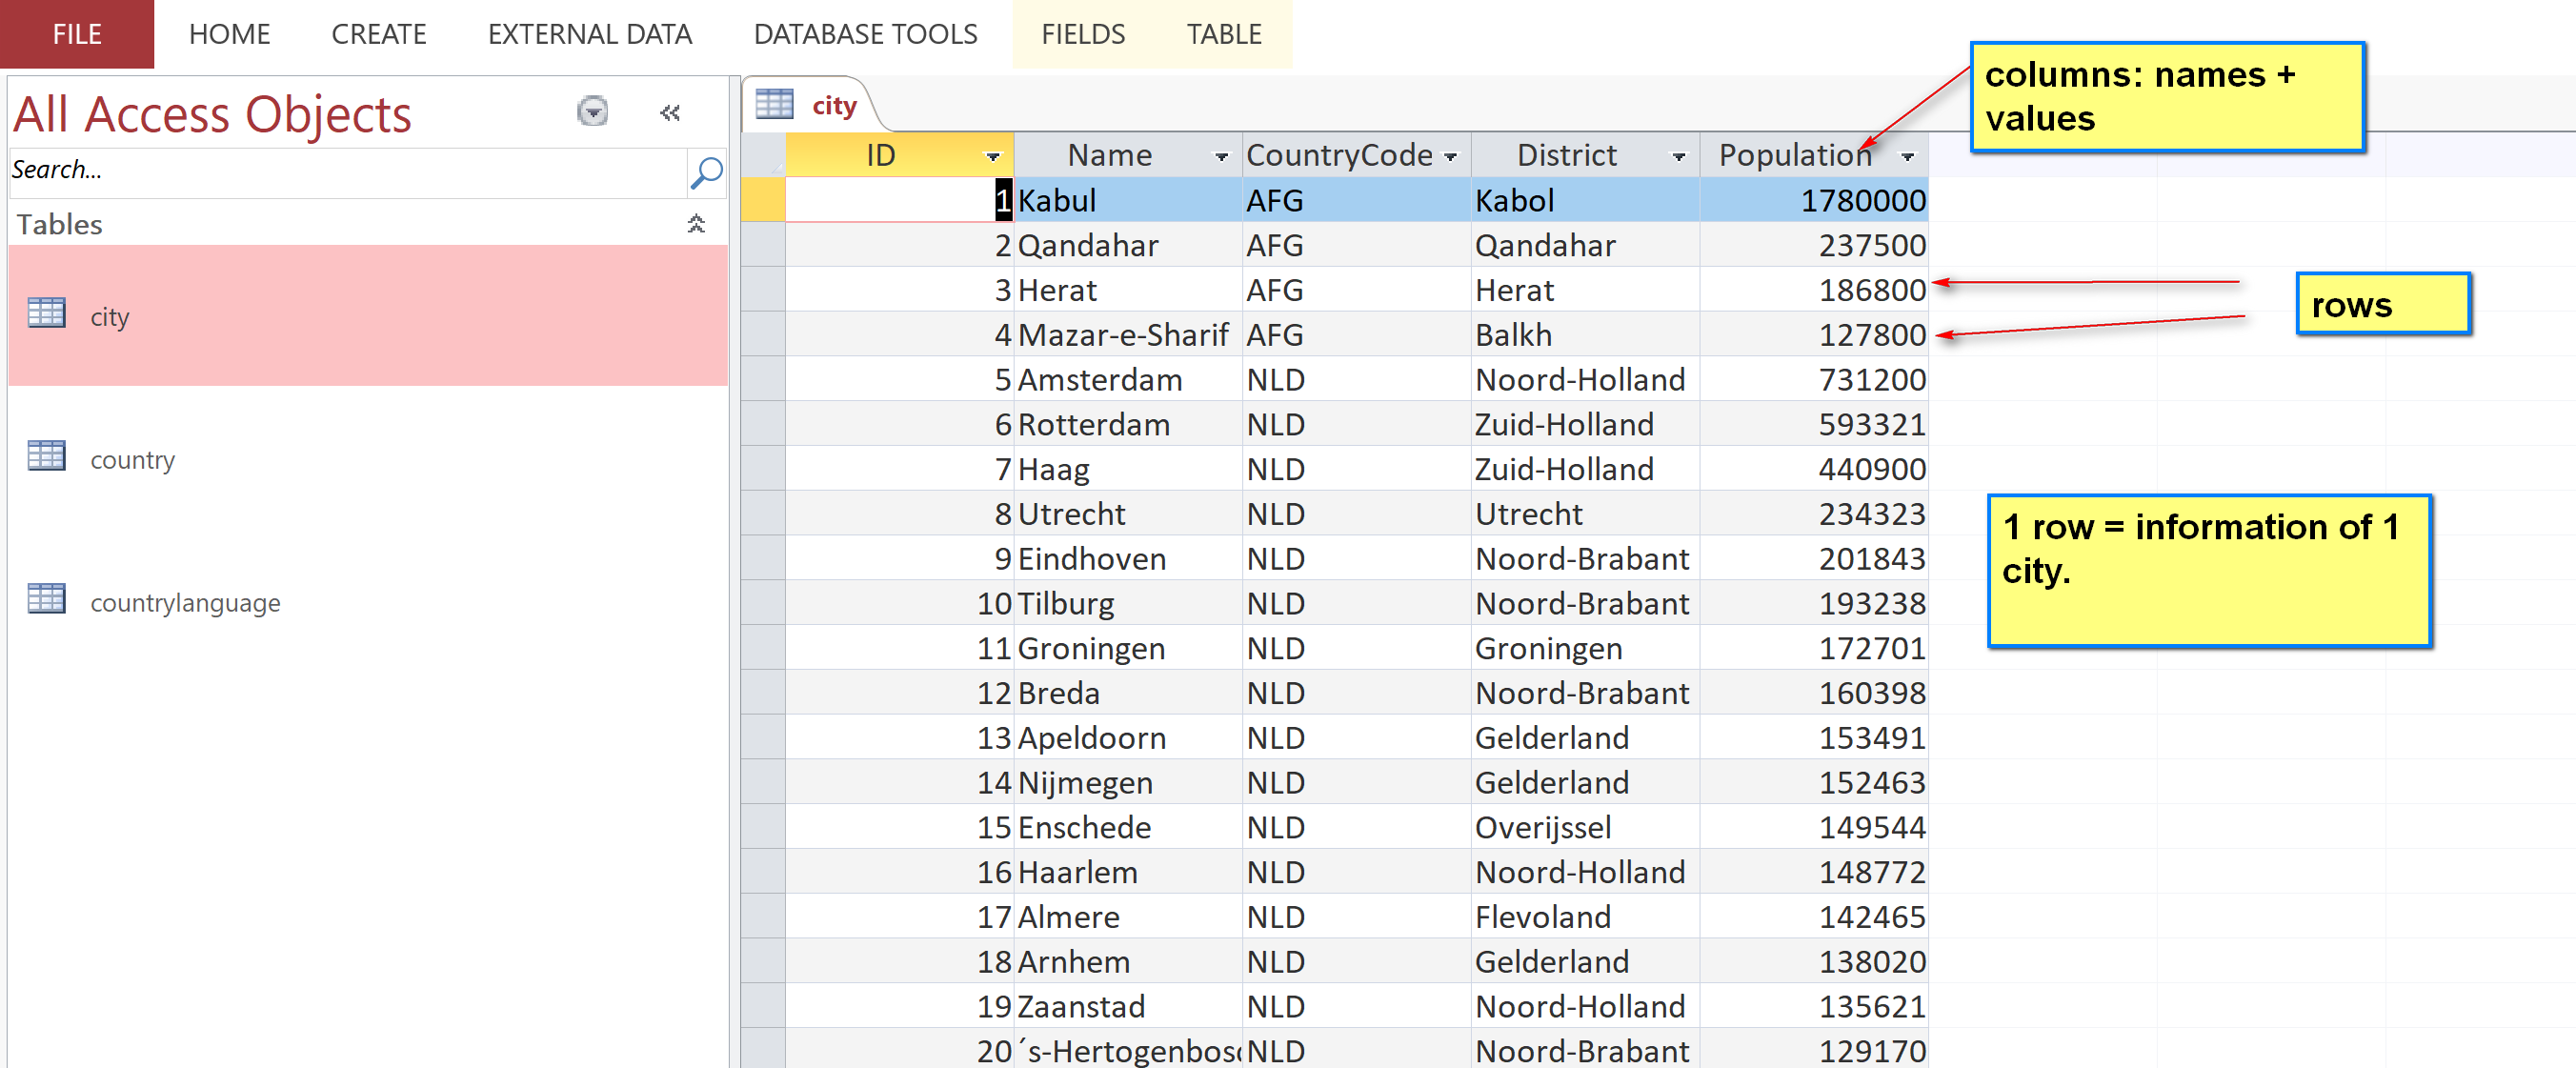 FILE HOME CREATE EXTERNAL DATA DATABASE TOOLS FIELDS TABLE
All Access Objects
Search...
Tables
city
country
countrylanguage
city
columns: names +
values
ID Name CountryCode District Population
1 Kabul AFG Kabol 1780000
2 Qandahar AFG Qandahar 237500
3 Herat AFG Herat 186800
4 Mazar-e-Sharif AFG Balkh 127800
5 Amsterdam NLD Noord-Holland 731200
6 Rotterdam NLD Zuid-Holland 593321
7 Haag NLD Zuid-Holland 440900
8 Utrecht NLD Utrecht 234323
9 Eindhoven NLD Noord-Brabant 201843
10 Tilburg NLD Noord-Brabant 193238
11 Groningen NLD Groningen 172701
12 Breda NLD Noord-Brabant 160398
13 Apeldoorn NLD Gelderland 153491
14 Nijmegen NLD Gelderland 152463
15 Enschede NLD Overijssel 149544
16 Haarlem NLD Noord-Holland 148772
17 Almere NLD Flevoland 142465
18 Arnhem NLD Gelderland 138020
19 Zaanstad NLD Noord-Holland 135621
20 ´s-Hertogenbosc NLD Noord-Brabant 129170
rows
1 row = information of 1
city.